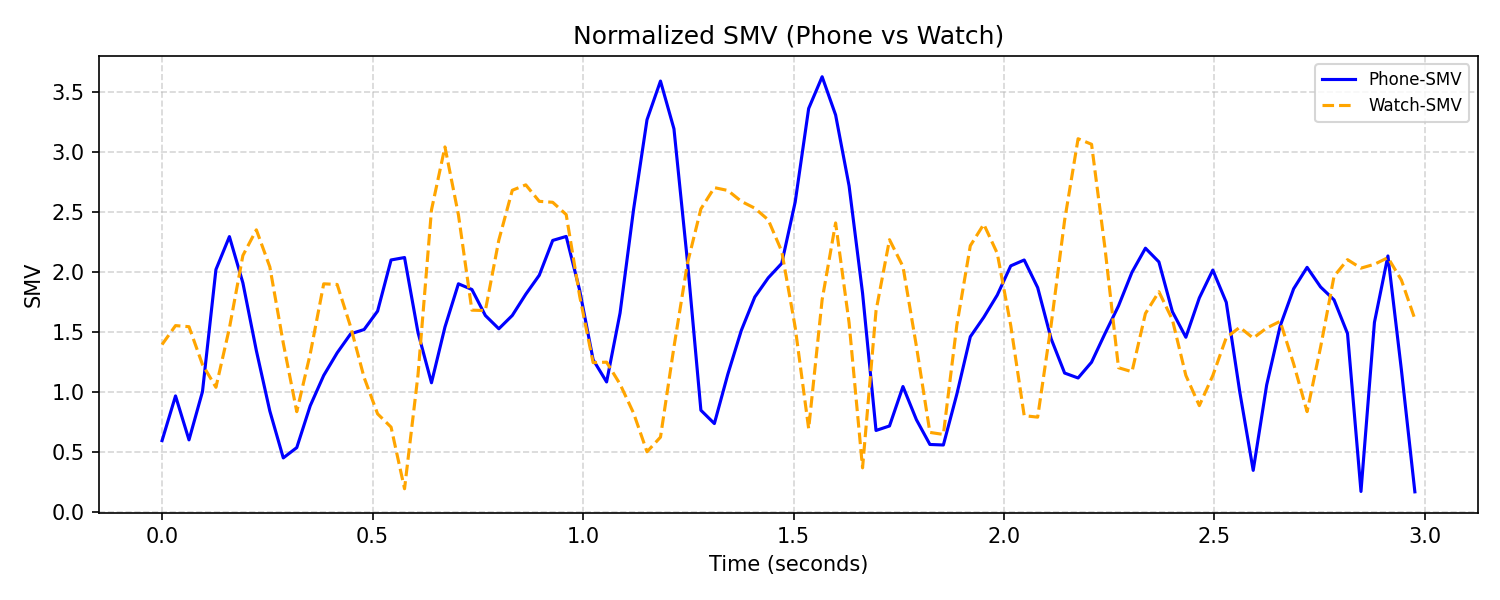 Normalized SMV (Phone vs Watch)
Phone-SMV
Watch-SMV
SMV
3.5
3.0
2.5
2.0
1.5
1.0
0.5
0.0
0.0 0.5 1.0 1.5 2.0 2.5 3.0
Time (seconds)